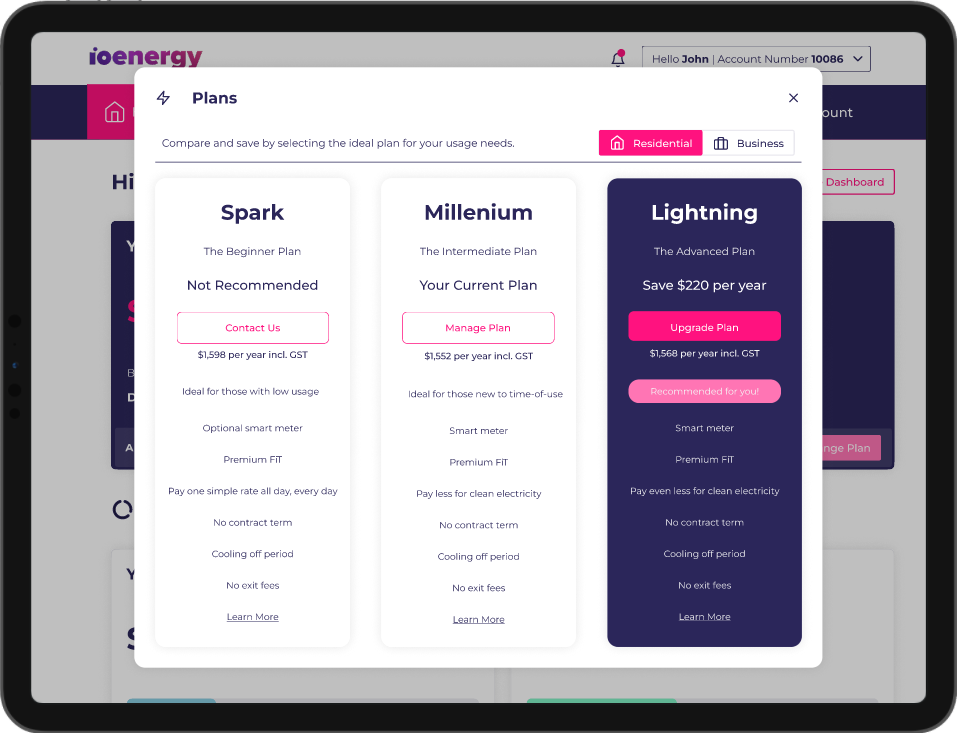 ioenergy
Hello John | Account Number 10086
Plans
ount
Compare and save by selecting the ideal plan for your usage needs.
Residential
Business
Hi
Dashboard
Spark
The Beginner Plan
Not Recommended
Contact Us
$1,598 per year incl. GST
Ideal for those with low usage
Optional smart meter
Premium FiT
Pay one simple rate all day, every day
No contract term
Cooling off period
No exit fees
Learn More
Millenium
The Intermediate Plan
Your Current Plan
Manage Plan
$1,552 per year incl. GST
Ideal for those new to time-of-use
Smart meter
Premium FiT
Pay less for clean electricity
No contract term
Cooling off period
No exit fees
Learn More
Lightning
The Advanced Plan
Save $220 per year
Upgrade Plan
$1,568 per year incl. GST
Recommended for you!
Smart meter
Premium FiT
Pay even less for clean electricity
No contract term
Cooling off period
No exit fees
Learn More
nge Plan